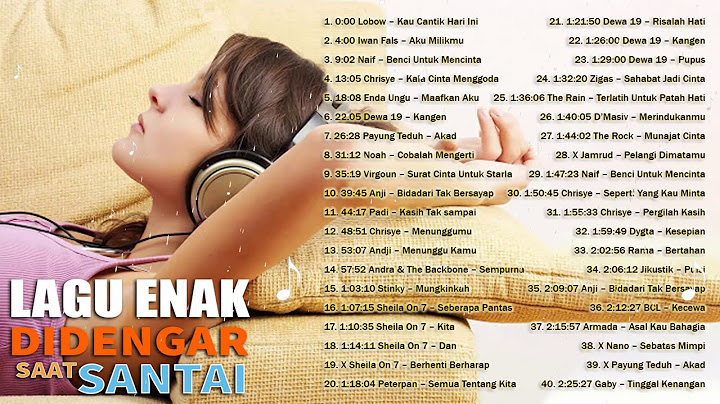 1. 0:00 Lobow – Kau Cantik Hari Ini
2. 4:00 Iwan Fals – Aku Milikmu
3. 9:02 Naif – Benci Untuk Mencinta
4. 13:05 Chrisye – Kala Cinta Menggoda
5. 18:08 Enda Ungu – Maafkan Aku
6. 22.05 Dewa 19 – Kangen
7. 26:28 Payung Teduh – Akad
8. 31:12 Noah – Cobalah Mengerti
9. 35:19 Virgoun – Surat Cinta Untuk Starla
10. 39:45 Anji – Bidadari Tak Bersayap
11. 44:17 Padi – Kasih Tak sampai
12. 48:51 Chrisye – Menunggumu
13. 53:07 Andji – Menunggu Kamu
14. 57:52 Andra & The Backbone – Sempurna
15. 1:03:10 Stinky – Mungkinkuh
16. 1:07:15 Sheila On 7 – Seberapa Pantas
17. 1:10:35 Sheila On 7 – Kita
18. 1:14:11 Sheila On 7 – Dan
19. X Sheila On 7 – Berhenti Berharap
20. 1:18:04 Peterpan – Semua Tentang Kita
21. 1:21:50 Dewa 19 – Risalah Hati
22. 1:26:00 Dewa 19 – Kangen
23. 1:29:00 Dewa 19 – Pupus
24. 1:32:20 Zigas – Sahabat Jadi Cinta
25. 1:36:06 The Rain – Terlatih Untuk Patah Hati
26. 1:40:05 D'Masiv – Merindukanmu
27. 1:44:02 The Rock – Munajat Cinta
28. X Jamrud – Pelangi Dimatamu
29. 1:47:23 Naif – Benci Untuk Mencinta
30. 1:50:45 Chrisye – Seperti Yang Kau Minta
31. 1:55:33 Chrisye – Pergilah Kasih
32. 1:59:49 Dygta – Kesepian
33. 2:02:56 Rama – Bertahan
34. 2:06:12 Jikustik –
35. 2:09:07 Anji – Bidadari Tak Bersayap
36. 2:12:27 BCL – Kecewa
37. 2:15:57 Armada – Asal Kau Bahagia
38. X Nano – Sebatas Mimpi
39. X Payung Teduh – Akad
40. 2:25:27 Gaby – Tinggal Kenangan
LAGU ENAK
DIDENGAR
SAAT SANTAI